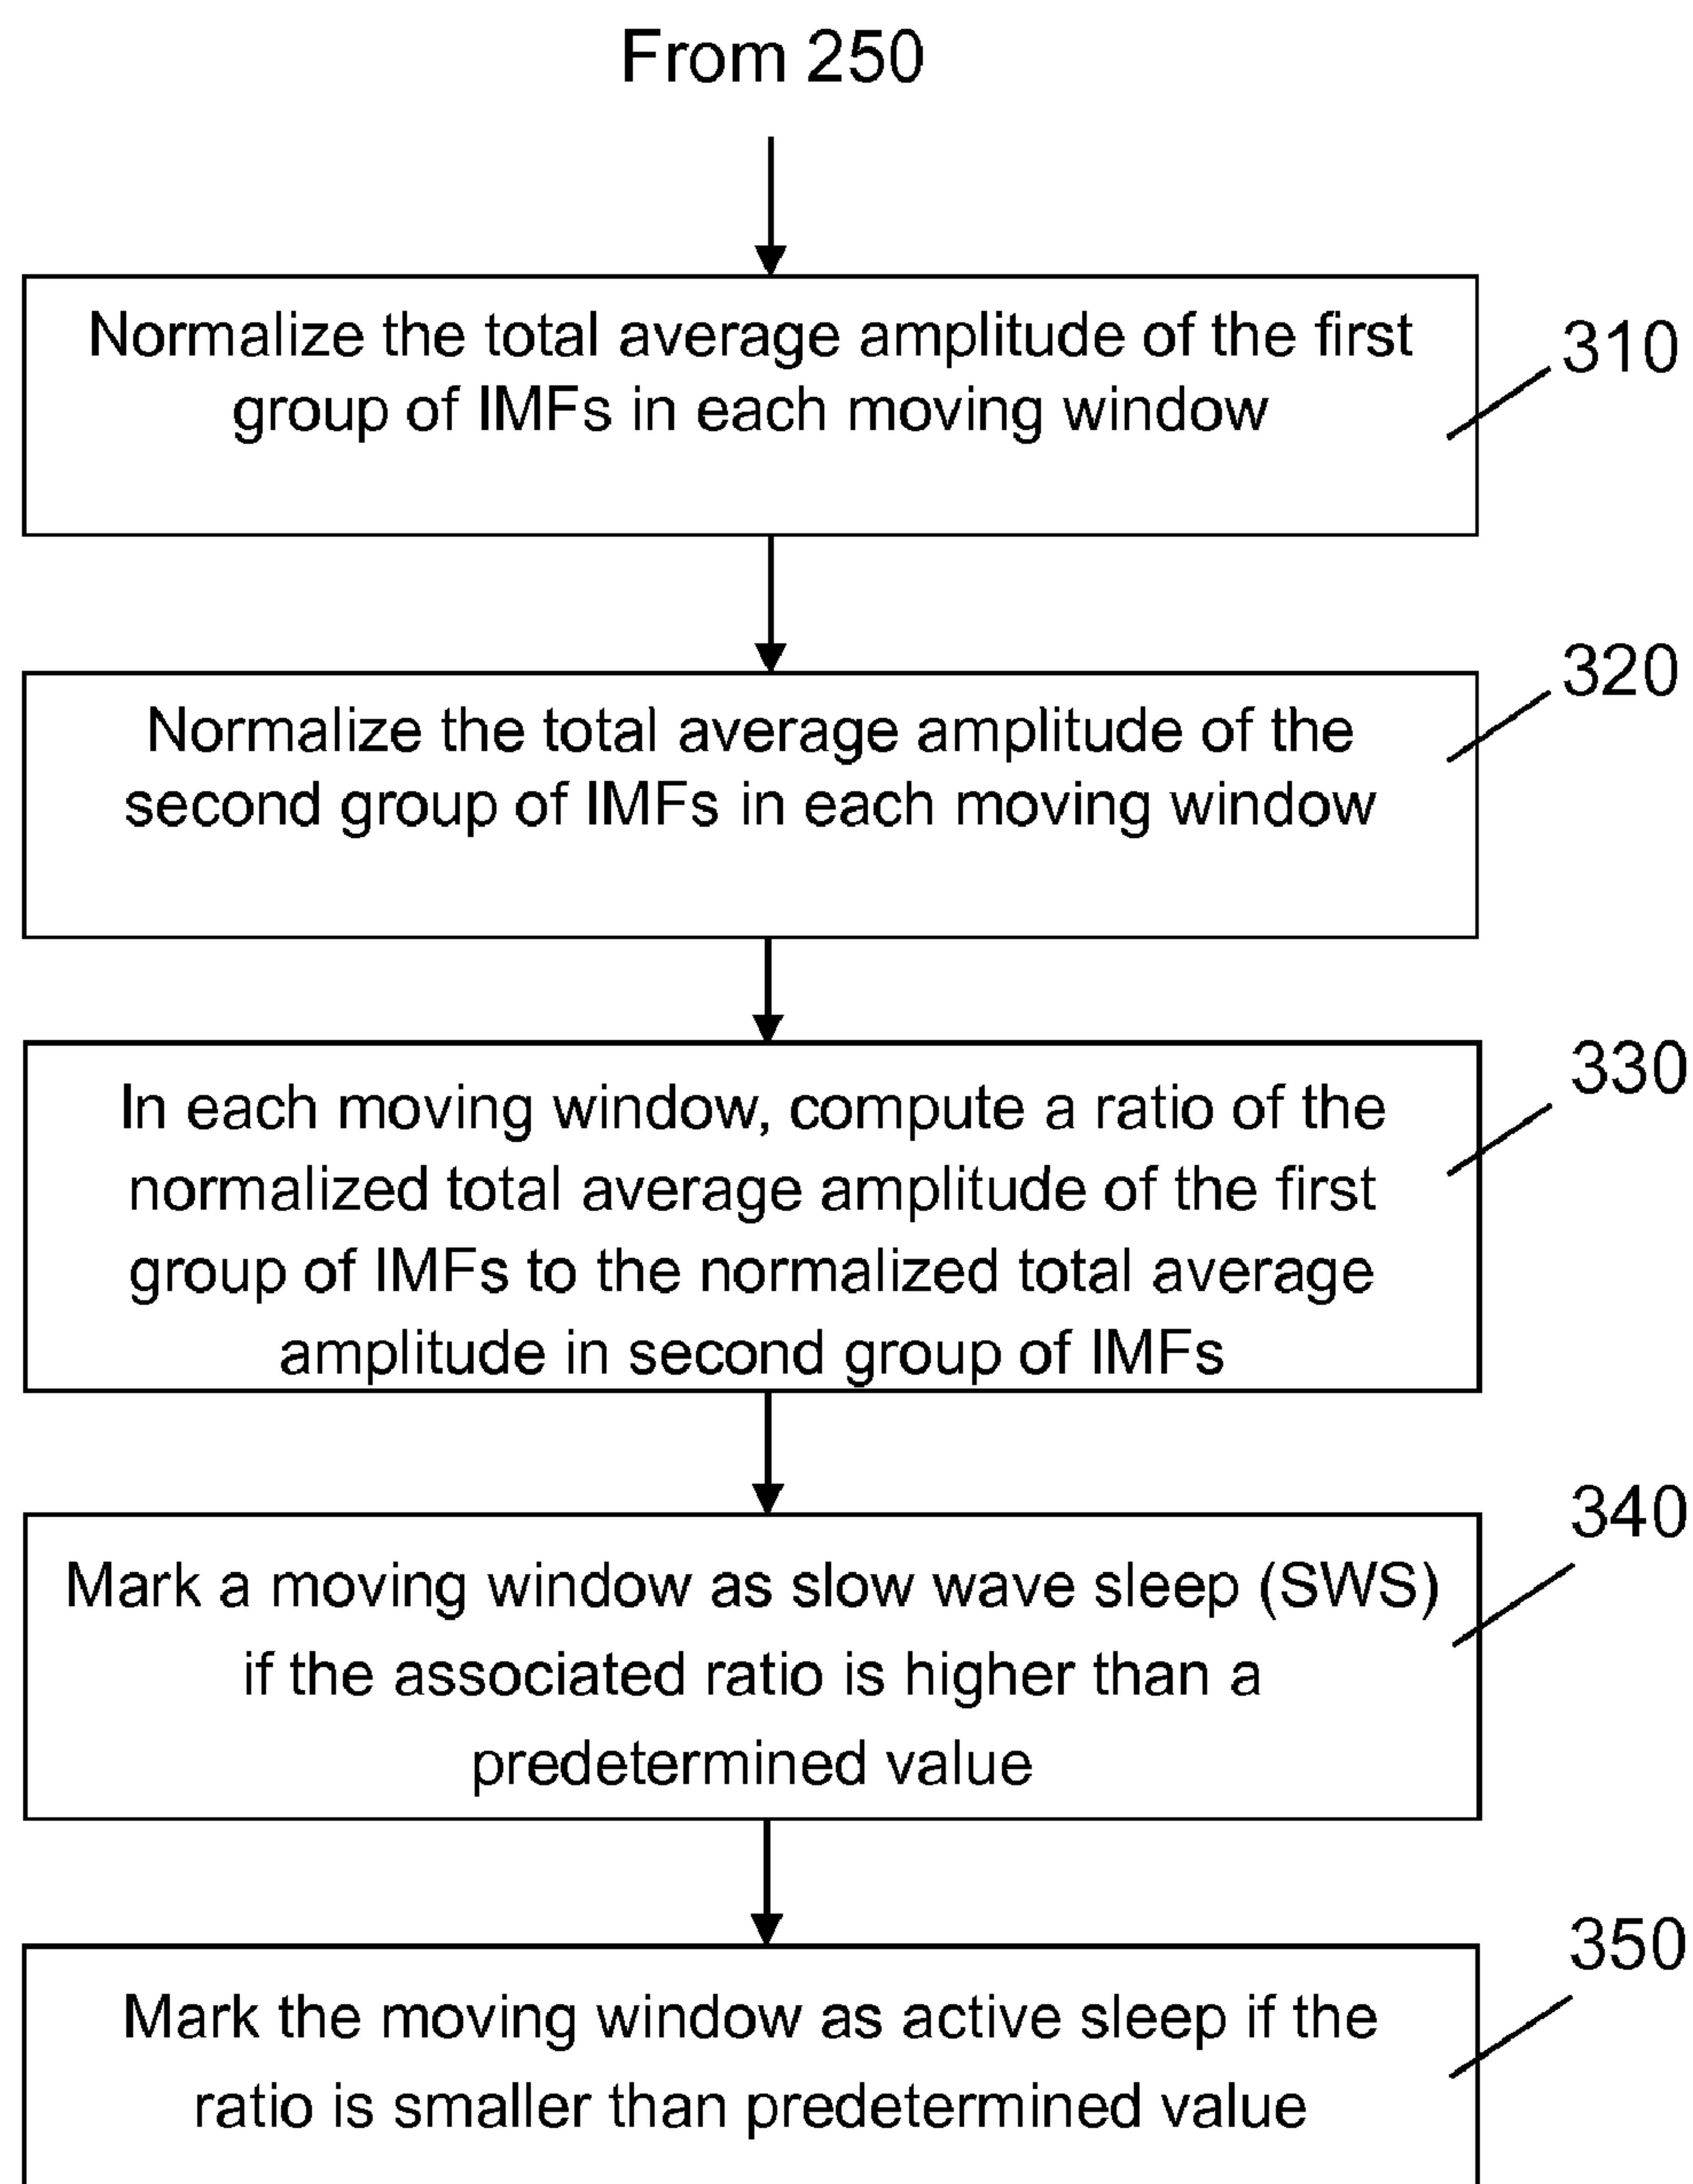 From 250
Normalize the total average amplitude of the first
group of IMFs in each moving window
310
Normalize the total average amplitude of the
second group of IMFs in each moving window
320
In each moving window, compute a ratio of the
normalized total average amplitude of the first
group of IMFs to the normalized total average
amplitude in second group of IMFs
330
Mark a moving window as slow wave sleep (SWS)
if the associated ratio is higher than a
predetermined value
340
Mark the moving window as active sleep if the
ratio is smaller than predetermined value
350